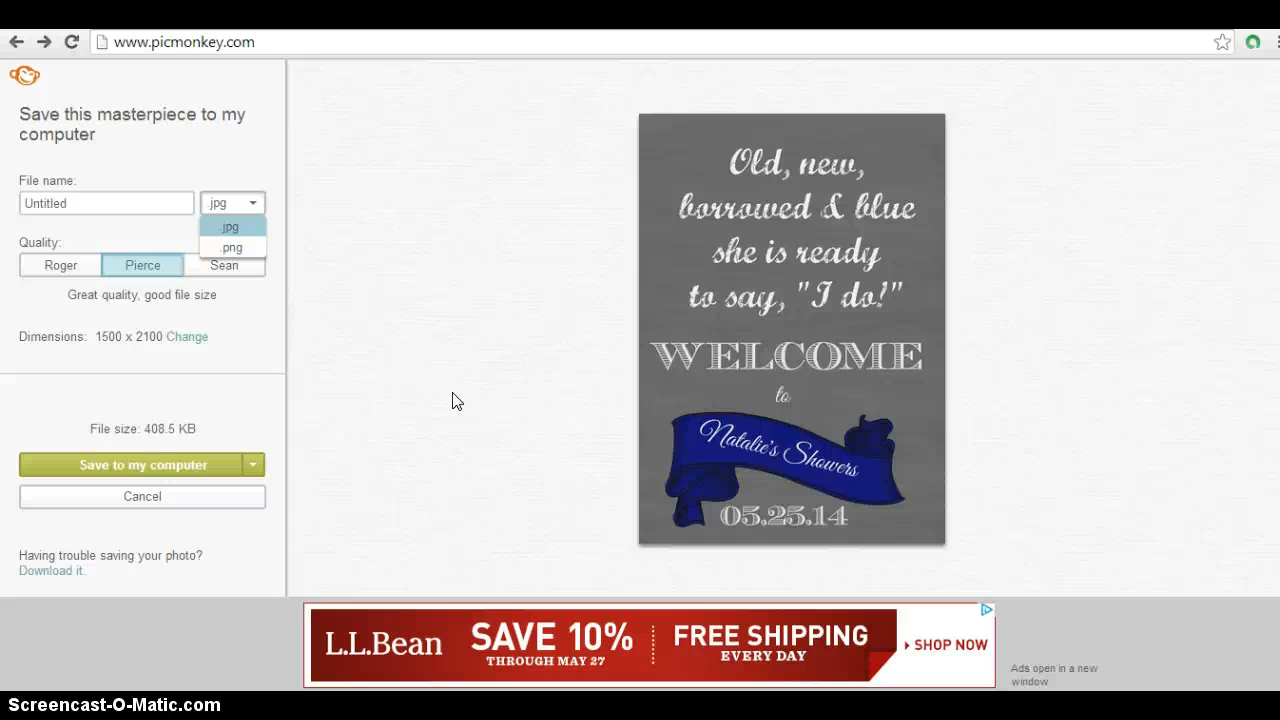 www.picmonkey.com
Save this masterpiece to my
computer
File name:
Untitled
.jpg
.jpg
.png
Quality:
Roger
Pierce
Sean
Great quality, good file size
Dimensions: 1500 x 2100 Change
File size: 408.5 KB
Save to my computer
Cancel
Having trouble saving your photo?
Download it.
Old, new,
borrowed & blue
she is ready
to say, "I do!"
WELCOME
to
Natalie's Showers
05.25.14
L.L.Bean
SAVE 10%
THROUGH MAY 27
FREE SHIPPING
EVERY DAY
SHOP NOW
Ads open in a new
window
Screencast-O-Matic.com